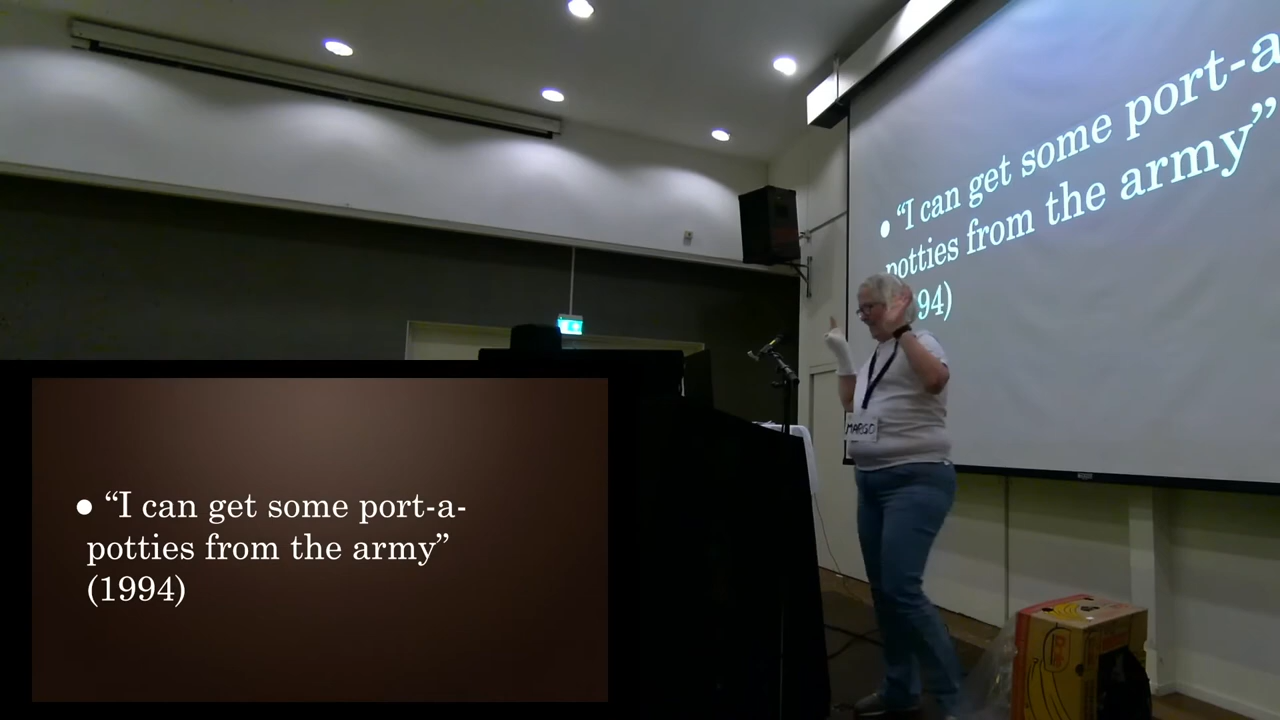 ● “I can get some port-a
potties from the army”
94)
MARGO
● “I can get some port-a-
potties from the army”
(1994)